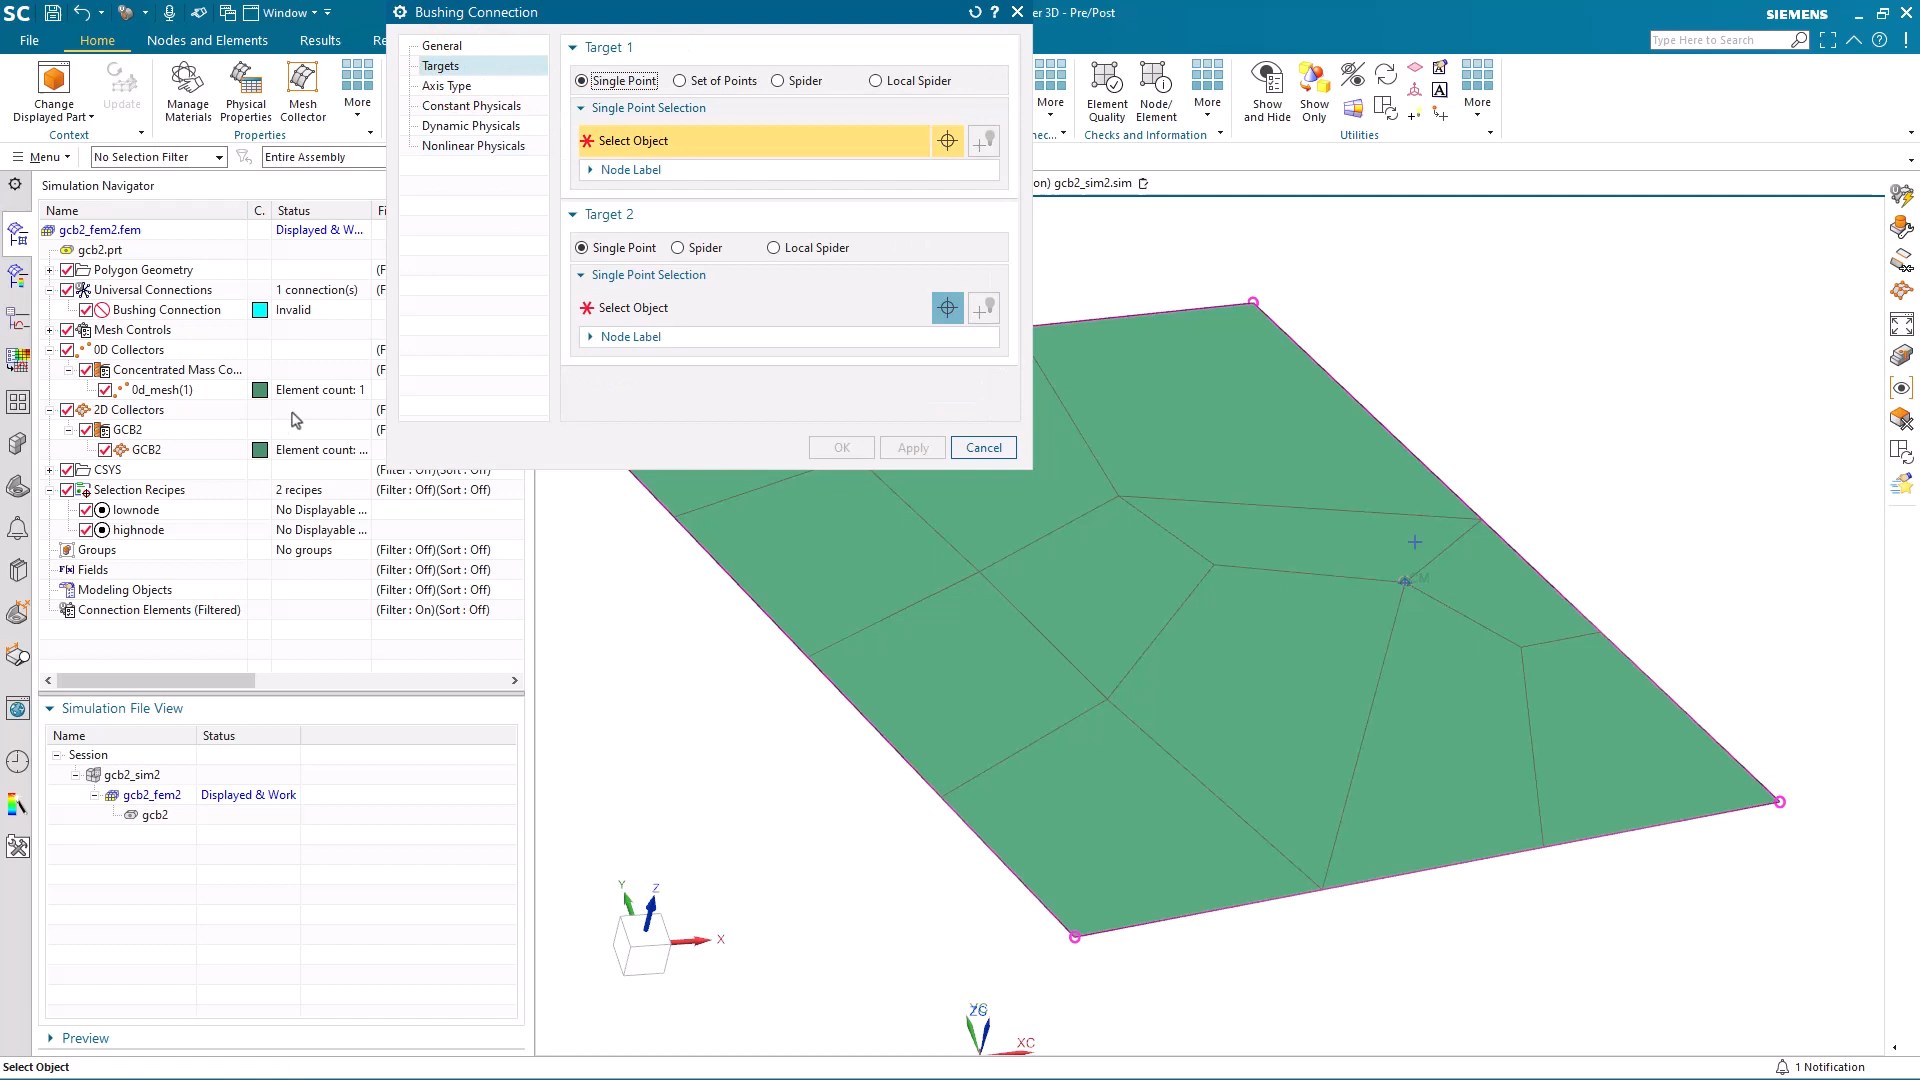 SC Window Bushing Connection er 3D - Pre/Post SIEMENS
File Home Nodes and Elements Results Re Type Here to Search
Change Displayed Part
Update
Manage Materials
Physical Properties
Mesh Collector
More
More
Element Quality
Node/ Element
More
Show and Hide
Show Only
More
Context Properties nec... Checks and Information Utilities
Menu No Selection Filter Entire Assembly
Simulation Navigator
on) gcb2_sim2.sim
Name C. Status Fi
gcb2_fem2.fem Displayed & W...
gcb2.prt
Polygon Geometry (F
Universal Connections 1 connection(s) (F
Bushing Connection Invalid
Mesh Controls (F
0D Collectors (F
Concentrated Mass Co... (F
0d_mesh(1) Element count: 1
2D Collectors (F
GCB2 (F
GCB2 Element count: ...
CSYS (Filter : Off)(Sort : Off)
Selection Recipes 2 recipes (Filter : Off)(Sort : Off)
lownode No Displayable ...
highnode No Displayable ...
Groups No groups (Filter : Off)(Sort : Off)
Fields (Filter : Off)(Sort : Off)
Modeling Objects (Filter : Off)(Sort : Off)
Connection Elements (Filtered) (Filter : On)(Sort : Off)
Simulation File View
Name Status
Session
gcb2_sim2
gcb2_fem2 Displayed & Work
gcb2
Preview
General
Targets
Axis Type
Constant Physicals
Dynamic Physicals
Nonlinear Physicals
Target 1
Single Point Set of Points Spider Local Spider
Single Point Selection
Select Object
Node Label
Target 2
Single Point Spider Local Spider
Single Point Selection
Select Object
Node Label
OK Apply Cancel
CM
Y Z
X
XC
Select Object
1 Notification